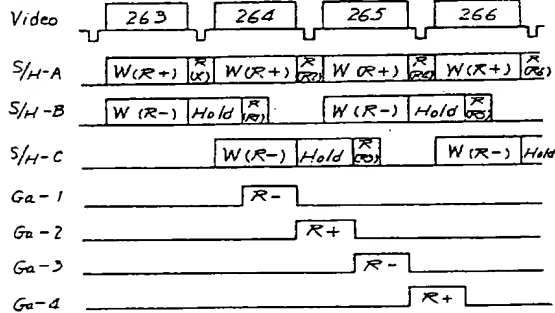 Video 263 264 265 266
S/H-A W(R+) R W(R+) R W(R+) R W(R+) R
S/H-B W(R-) Hold R W(R-) Hold R
S/H-C W(R-) Hold R W(R-) Hold
Ga-1 R-
Ga-2 R+
Ga-3 R-
Ga-4 R+